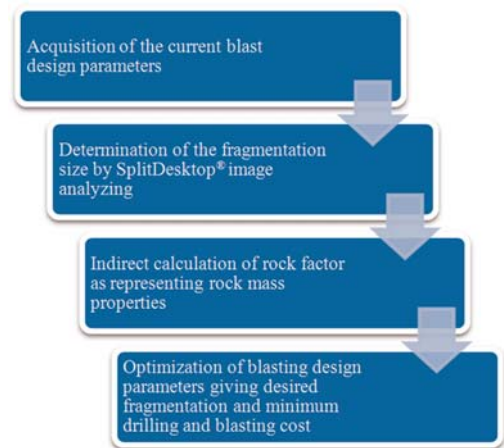 Acquisition of the current blast
design parameters
Determination of the fragmentation
size by SplitDesktop® image
analyzing
Indirect calculation of rock factor
as representing rock mass
properties
Optimization of blasting design
parameters giving desired
fragmentation and minimum
drilling and blasting cost